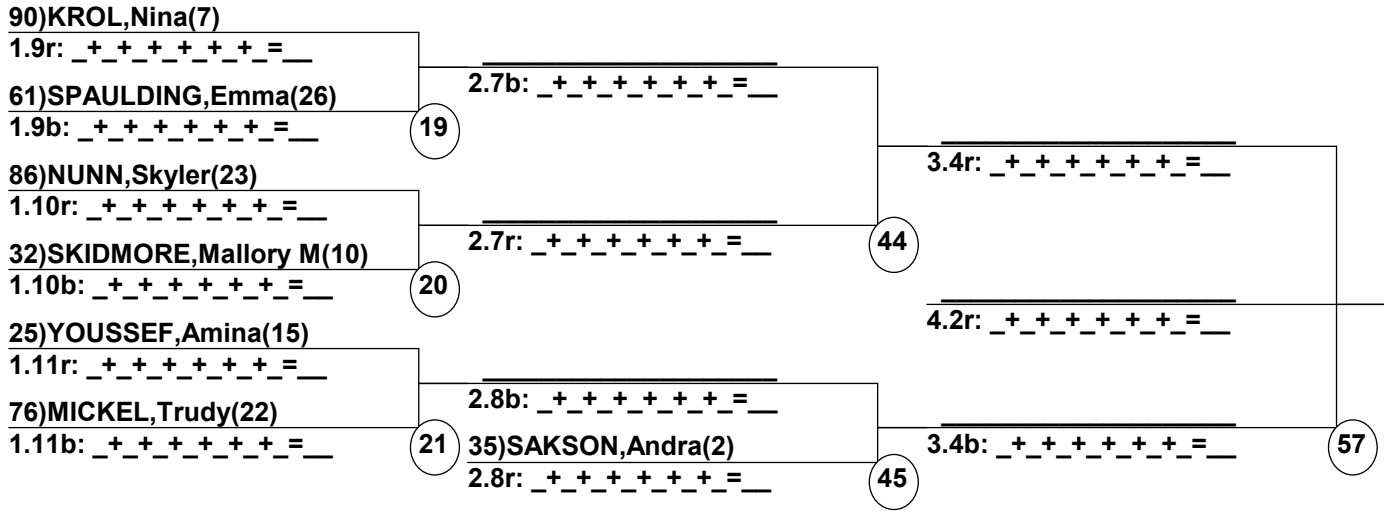 90)KROL,Nina(7)
1.9r: _+_+_+_+_+_=__
61)SPAULDING,Emma(26)
1.9b: _+_+_+_+_+_=__
19
86)NUNN,Skyler(23)
1.10r: _+_+_+_+_+_=__
32)SKIDMORE,Mallory M(10)
1.10b: _+_+_+_+_+_=__
20
25)YOUSSEF,Amina(15)
1.11r: _+_+_+_+_+_=__
76)MICKEL,Trudy(22)
1.11b: _+_+_+_+_+_=__
21
2.7b: _+_+_+_+_+_=__
2.7r: _+_+_+_+_+_=__
44
2.8b: _+_+_+_+_+_=__
35)SAKSON,Andra(2)
2.8r: _+_+_+_+_+_=__
45
3.4r: _+_+_+_+_+_=__
4.2r: _+_+_+_+_+_=__
3.4b: _+_+_+_+_+_=__
57